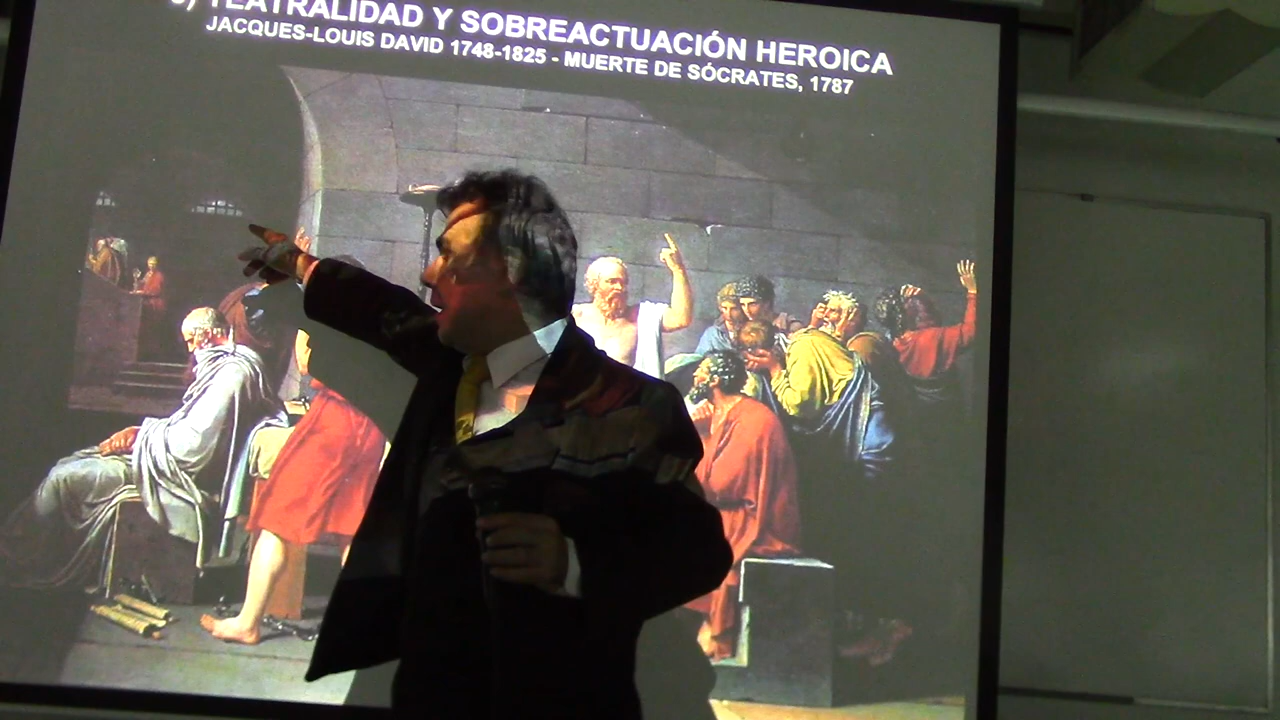 TEATRALIDAD Y SOBREACTUACIÓN HEROICA
JACQUES-LOUIS DAVID 1748-1825 - MUERTE DE SÓCRATES, 1787